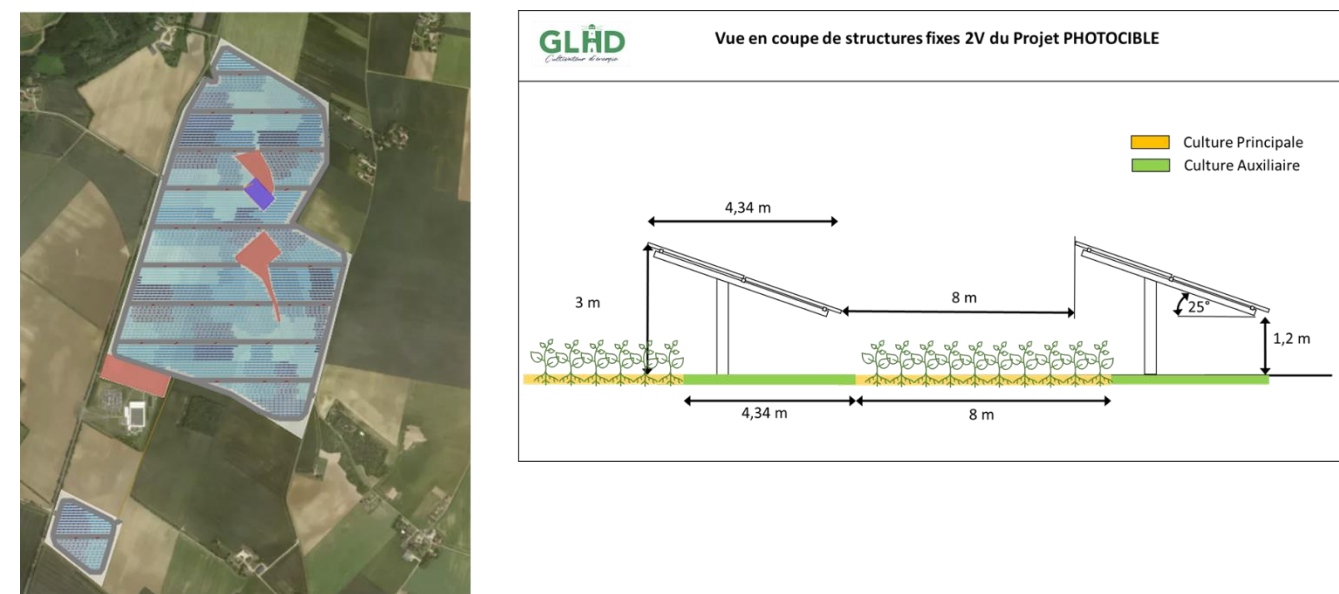 GLHD
Cultivateur d'énergie
Vue en coupe de structures fixes 2V du Projet PHOTOCIBLE
Culture Principale
Culture Auxiliaire
4,34 m
3 m
8 m
25°
1,2 m
4,34 m
8 m